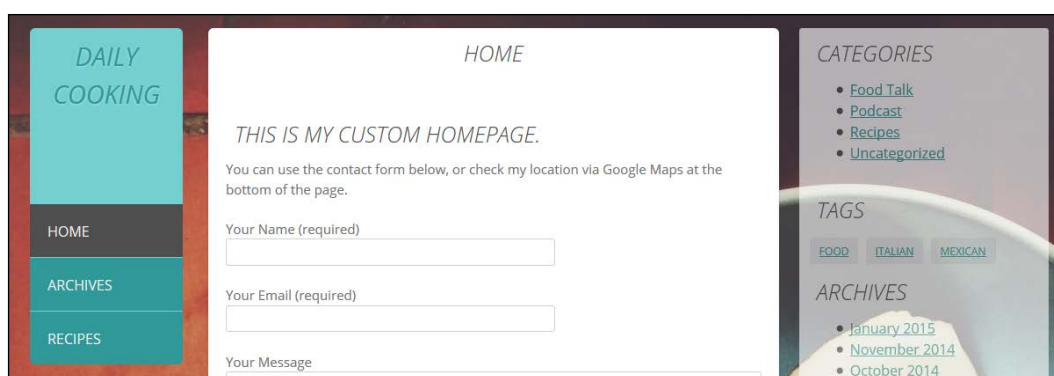 DAILY
COOKING
HOME
ARCHIVES
RECIPES
HOME
THIS IS MY CUSTOM HOMEPAGE.
You can use the contact form below, or check my location via Google Maps at the
bottom of the page.
Your Name (required)
Your Email (required)
Your Message
CATEGORIES
Food Talk
Podcast
Recipes
Uncategorized
TAGS
FOOD ITALIAN MEXICAN
ARCHIVES
January 2015
November 2014
October 2014